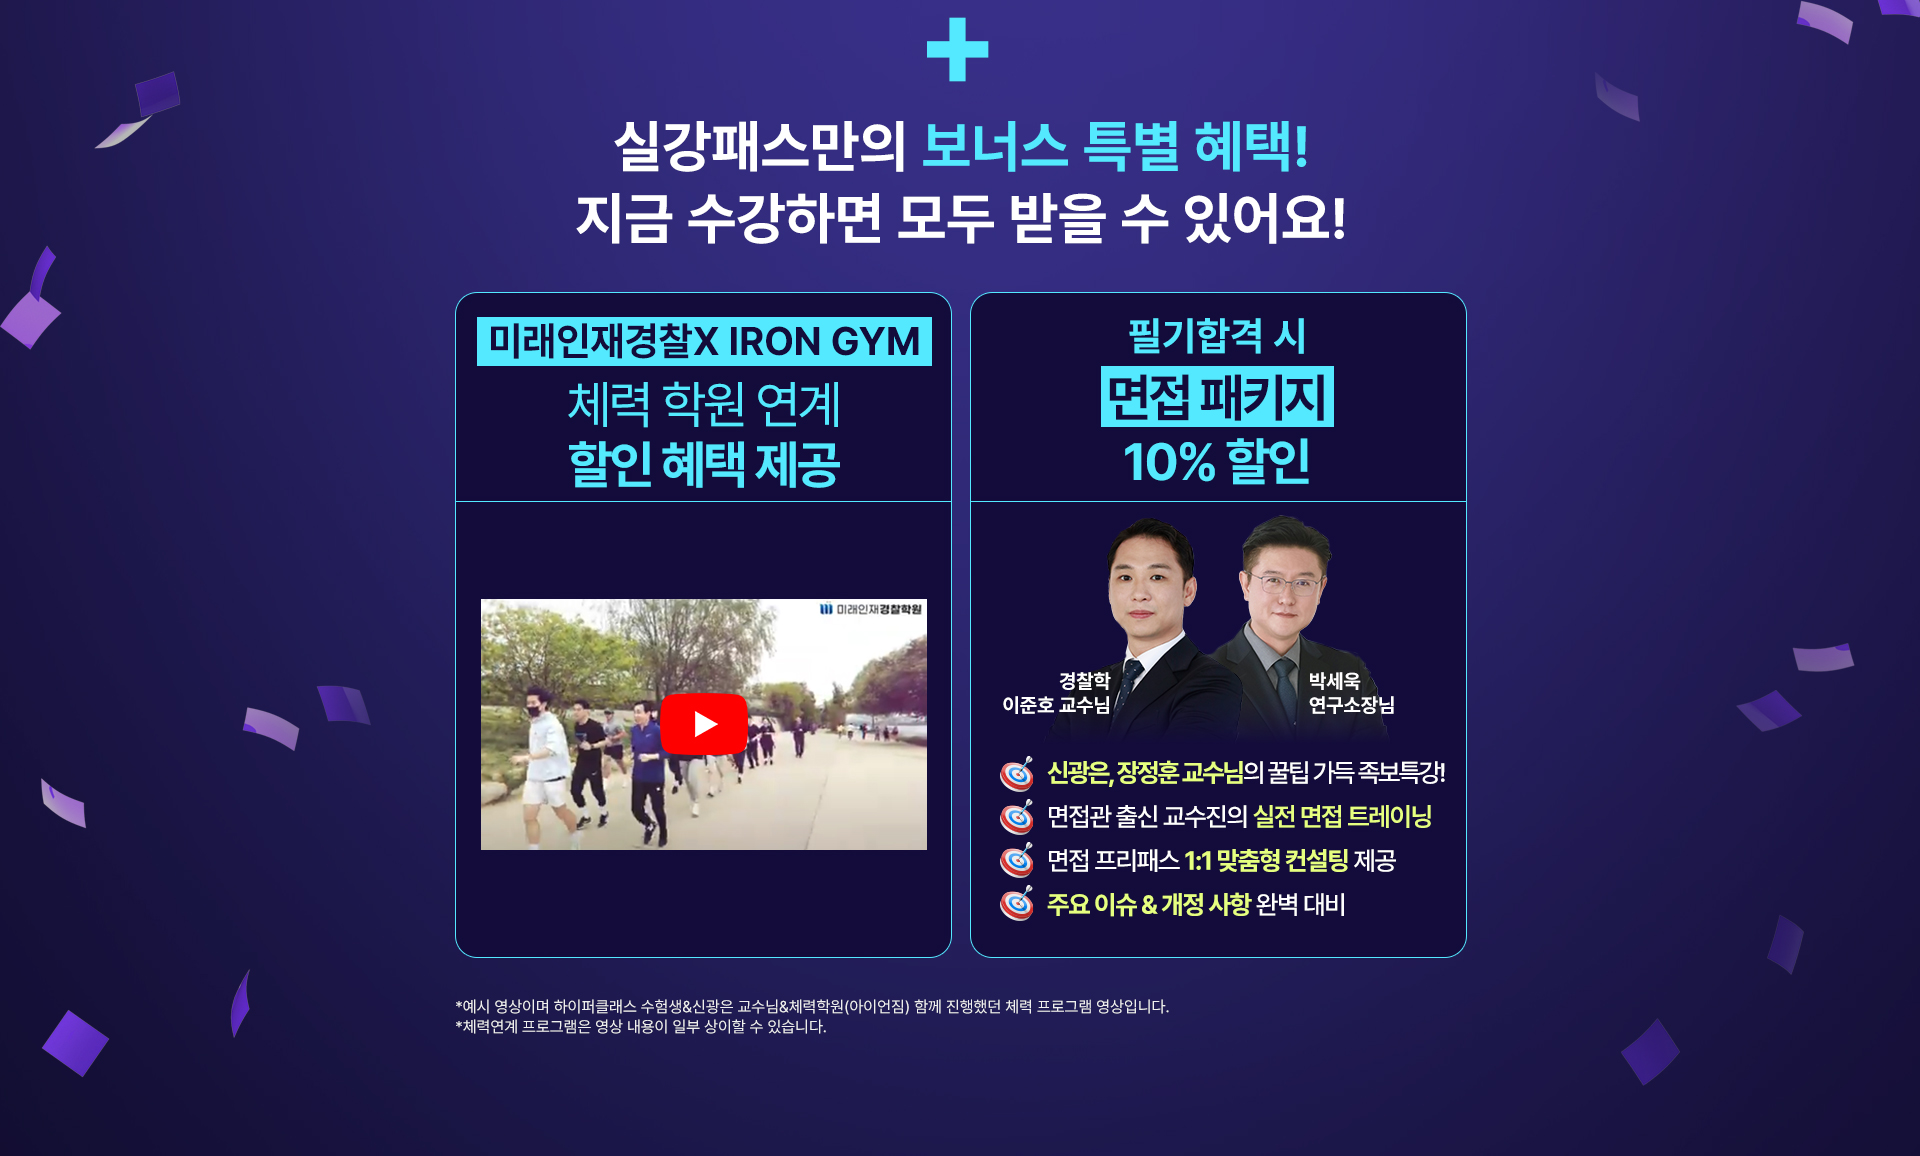 실강패스만의 보너스 특별 혜택!
지금 수강하면 모두 받을 수 있어요!
미래인재경찰X IRON GYM
체력 학원 연계
할인 혜택 제공
미래인재경찰학원
필기합격 시
면접 패키지
10% 할인
경찰학
이준호 교수님
박세욱
연구소장님
신광은, 장정훈 교수님의 꿀팁 가득 족보특강!
면접관 출신 교수진의 실전 면접 트레이닝
면접 프리패스 1:1 맞춤형 컨설팅 제공
주요 이슈 & 개정 사항 완벽 대비
*예시 영상이며 하이퍼클래스 수험생&신광은 교수님&체력학원(아이언짐) 함께 진행했던 체력 프로그램 영상입니다.
*체력연계 프로그램은 영상 내용이 일부 상이할 수 있습니다.